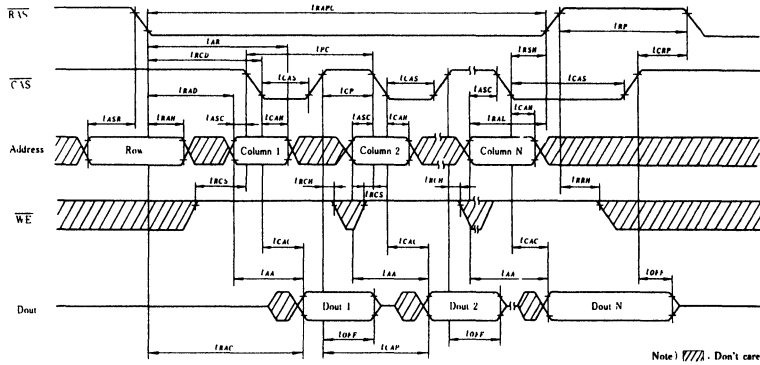 RAS
tRAPC
tRP
tAR
tPC
tRSH
tCRP
tRCD
CAS
tCAS
tCAS
tCAS
tRAD
tCP
tASC
tCAH
tASR
tRAH
tASC
tCAH
tASC
tCAH
tRAL
Address
Row
Column 1
Column 2
Column N
tRCS
tRCH
tRCS
tRCH
tRRH
WE
tCAC
tCAC
tCAC
tAA
tAA
tAA
tOFF
Dout
Dout 1
Dout 2
Dout N
tOFF
tOFF
tRAC
tCAP
Note) . Don't care